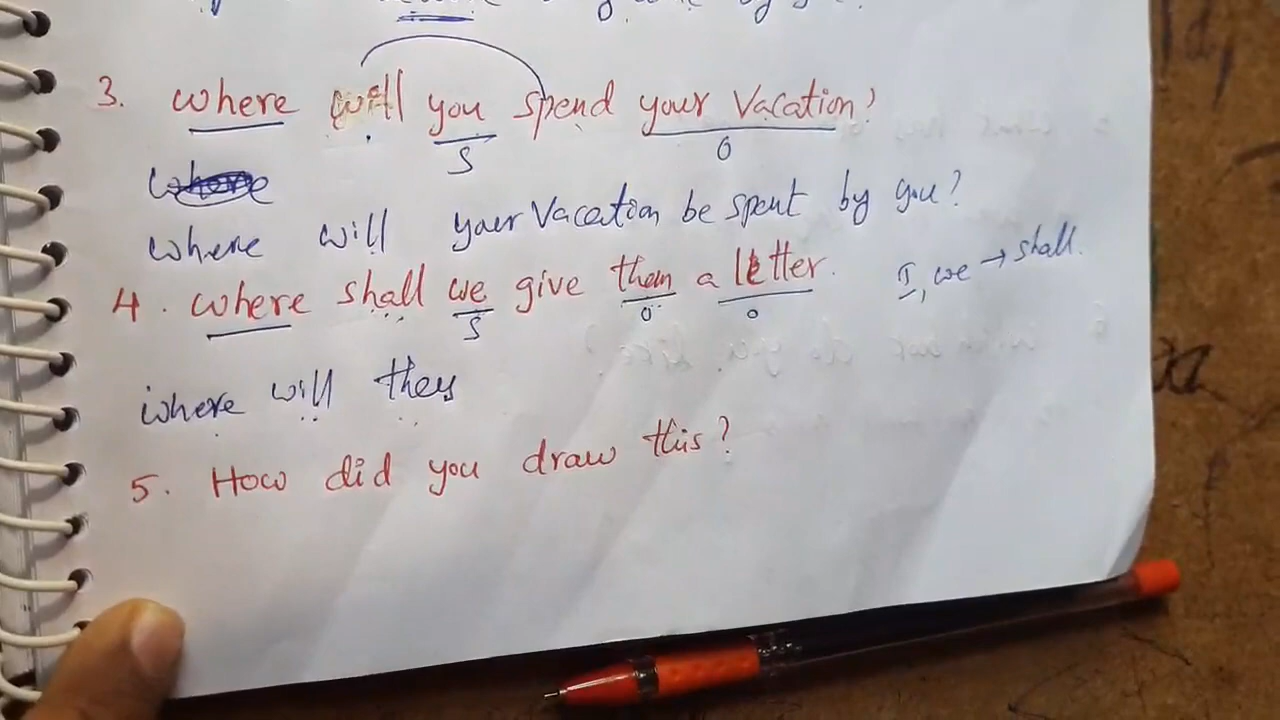 3. where will you spend your Vacation?
S O
where will your Vacation be spent by you?
4. where shall we give them a letter. I, we → shall.
S O O
where will they
5. How did you draw this?